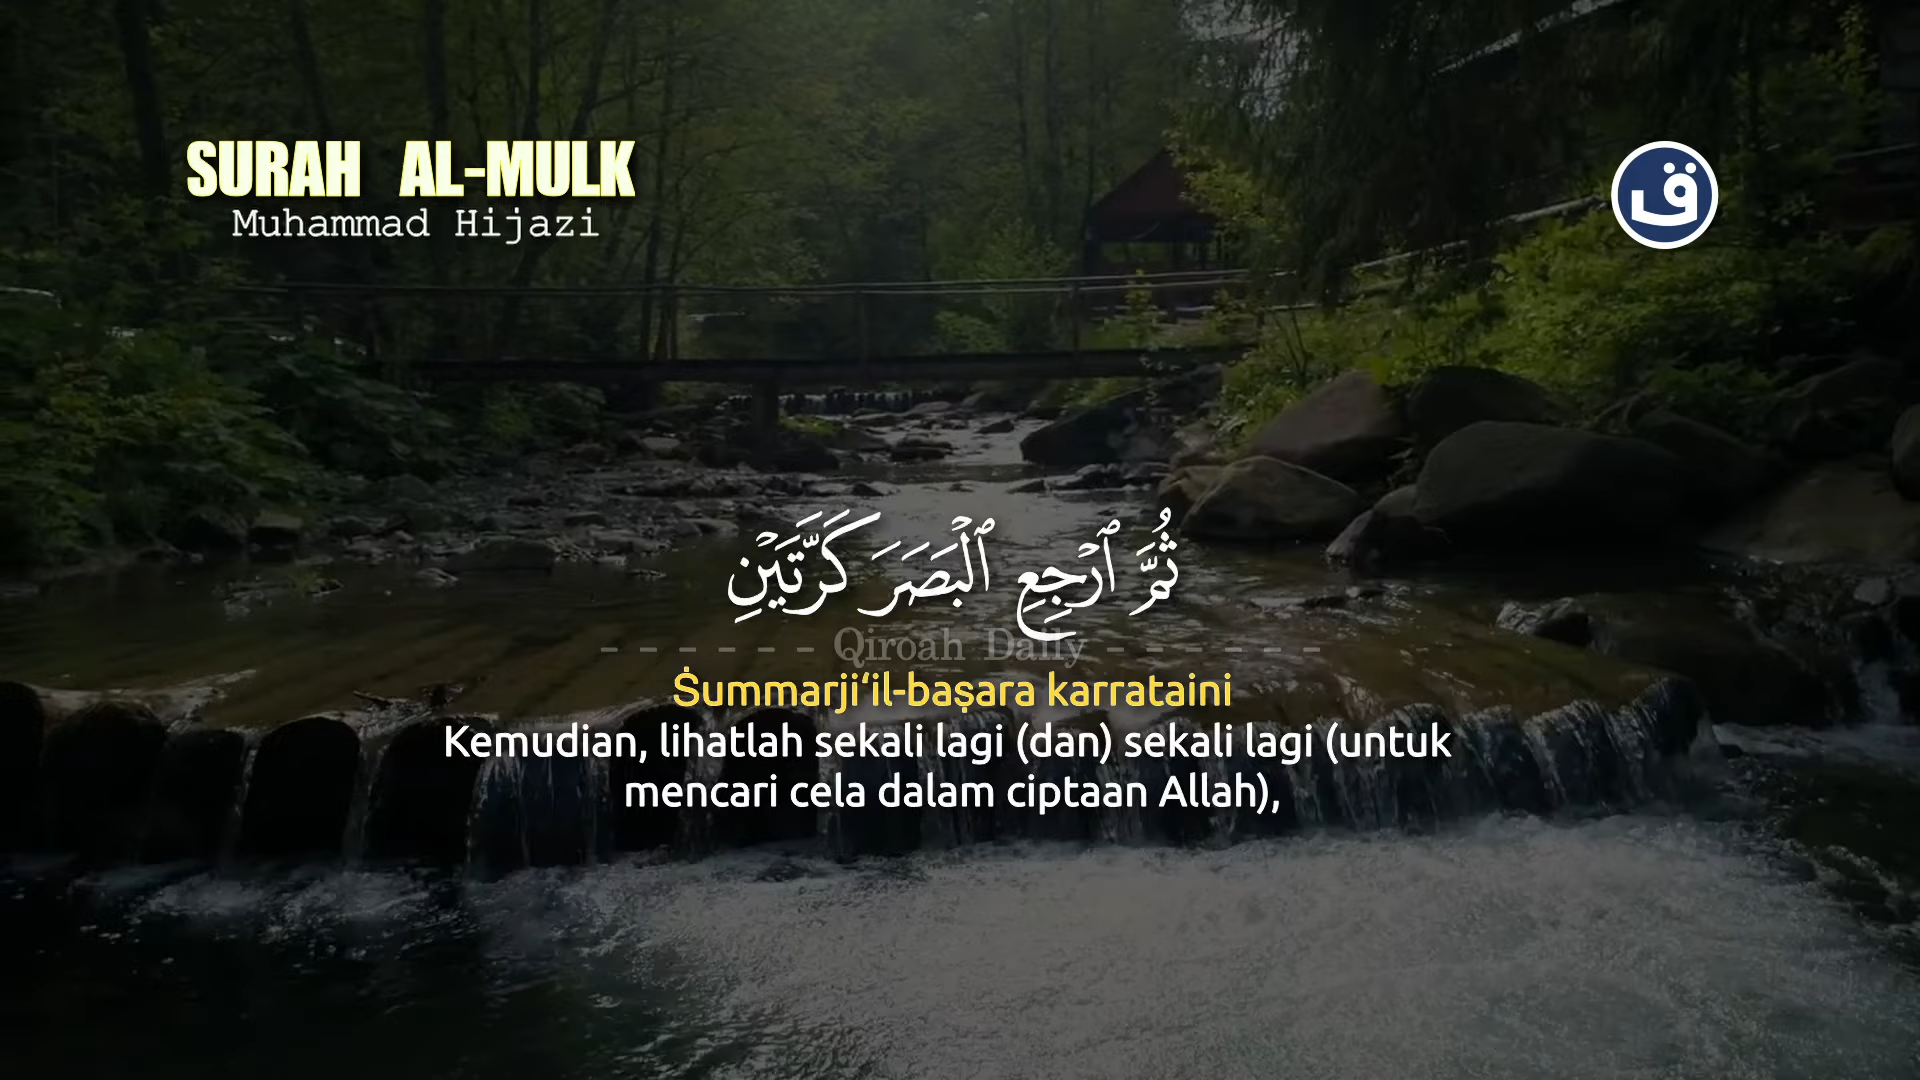 SURAH AL-MULK
Muhammad Hijazi
ق
ثُمَّ ٱرْجِعِ ٱلْبَصَرَ كَرَّتَيْنِ
- - - - - - Qiroah Daily - - - - - -
Ṡummarji‘il-baṣara karrataini
Kemudian, lihatlah sekali lagi (dan) sekali lagi (untuk
mencari cela dalam ciptaan Allah),